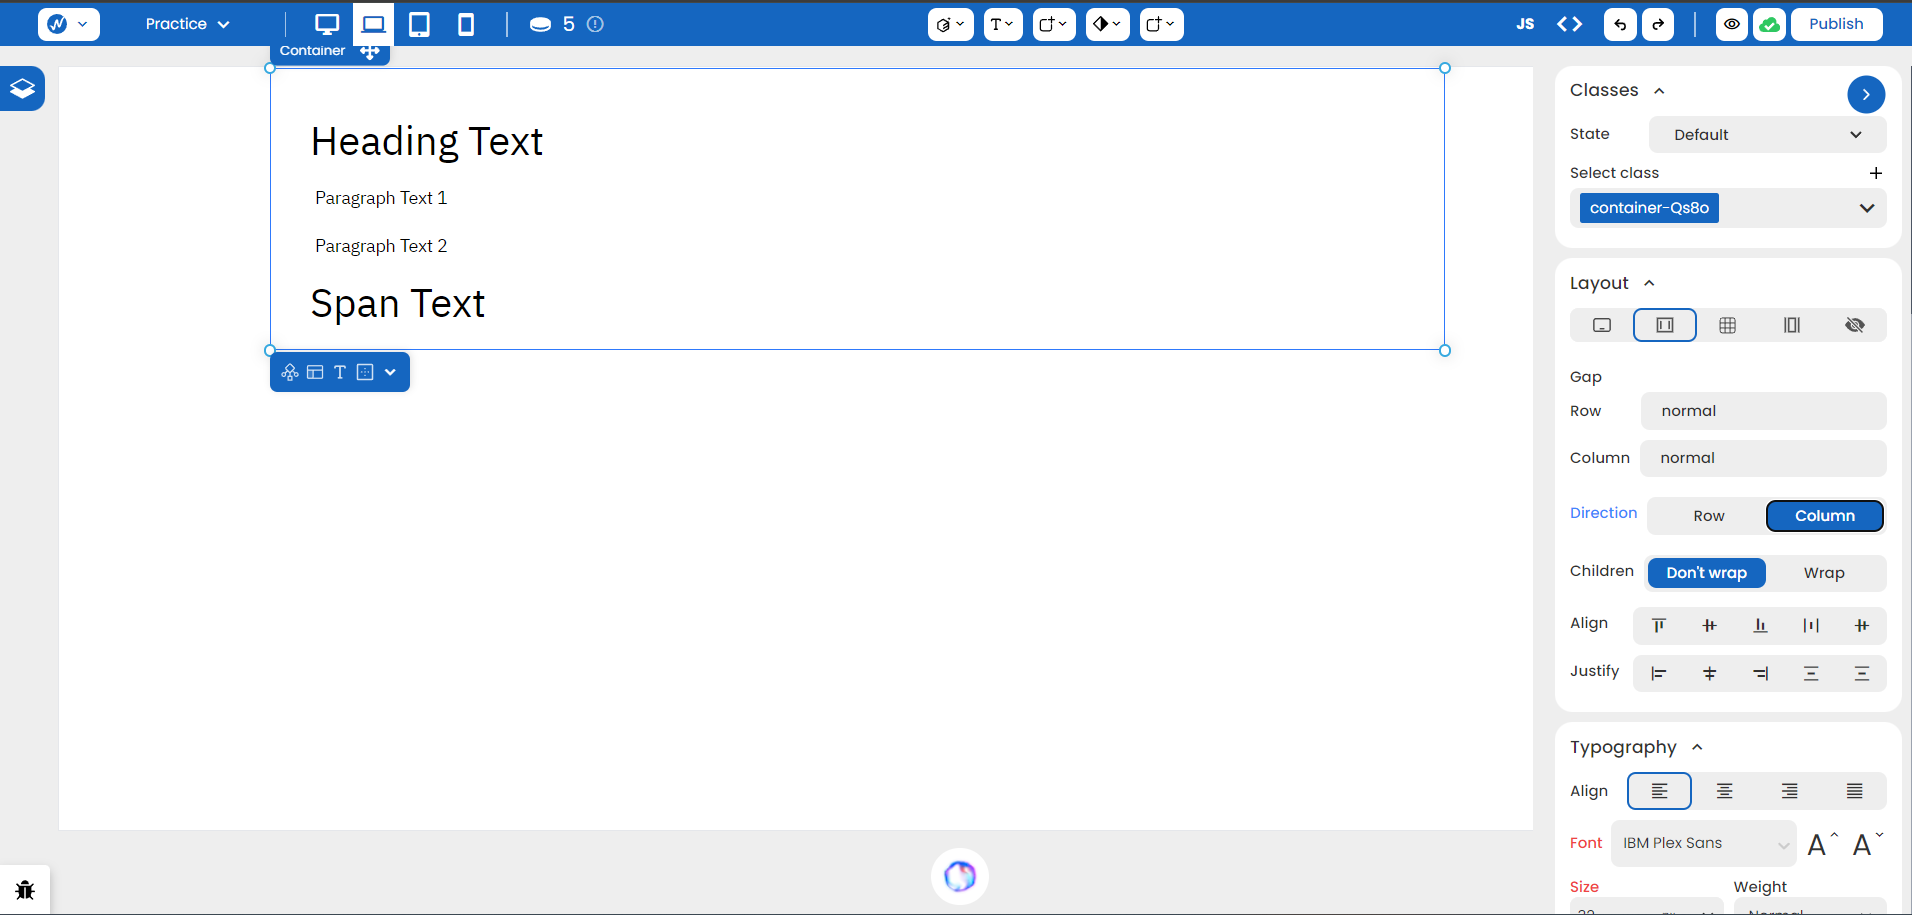 Practice
5
T
JS
Publish
Container
Heading Text
Paragraph Text 1
Paragraph Text 2
Span Text
T
Classes
State Default
Select class
container-Qs8o
Layout
Gap
Row normal
Column normal
Direction Row Column
Children Don't wrap Wrap
Align
Justify
Typography
Align
Font IBM Plex Sans A A
Size Weight